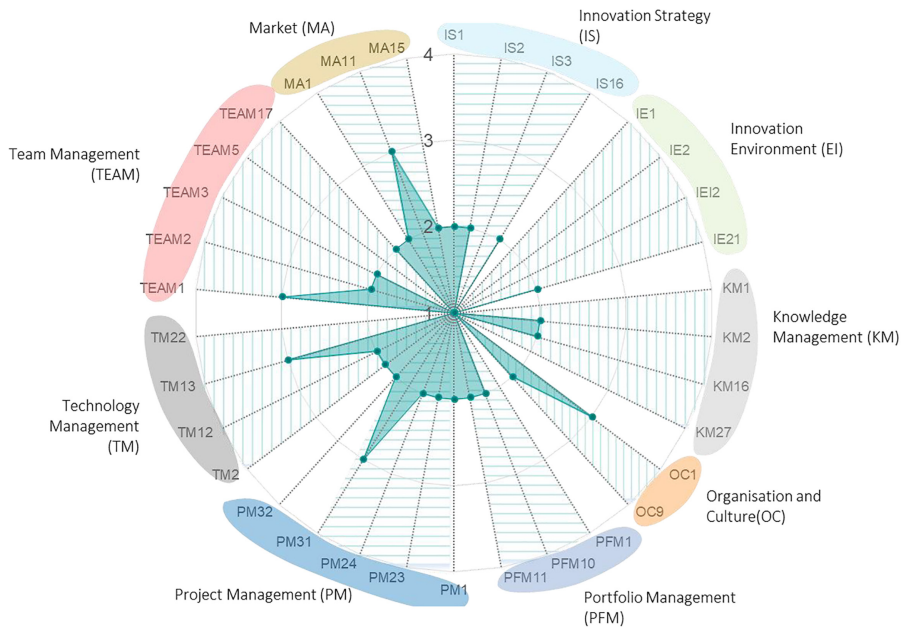 Market (MA)
Innovation Strategy
(IS)
IS1
IS2
IS3
IS16
MA15
MA11
MA1
4
3
2
1
IE1
IE2
IEI2
IE21
Innovation
Environment (EI)
Team Management
(TEAM)
TEAM17
TEAM5
TEAM3
TEAM2
TEAM1
KM1
KM2
KM16
KM27
Knowledge
Management (KM)
TM22
TM13
TM12
TM2
Technology
Management
(TM)
OC1
OC9
Organisation and
Culture(OC)
PM32
PM31
PM24
PM23
PM1
Project Management (PM)
PFM1
PFM10
PFM11
Portfolio Management
(PFM)